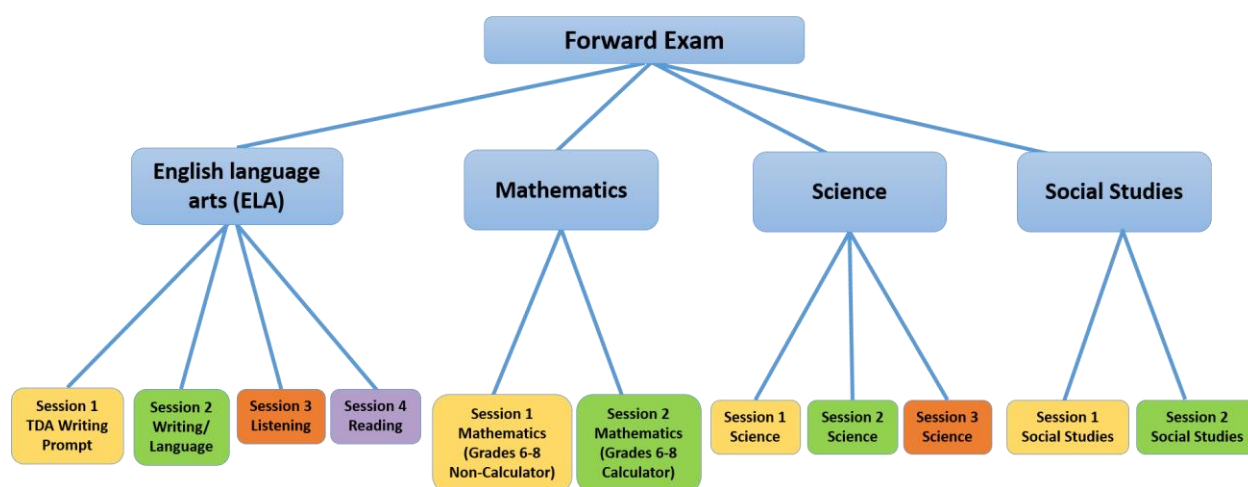 Forward Exam
English language
arts (ELA)
Mathematics
Science
Social Studies
Session 1
TDA Writing
Prompt
Session 2
Writing/
Language
Session 3
Listening
Session 4
Reading
Session 1
Mathematics
(Grades 6-8
Non-Calculator)
Session 2
Mathematics
(Grades 6-8
Calculator)
Session 1
Science
Session 2
Science
Session 3
Science
Session 1
Social Studies
Session 2
Social Studies